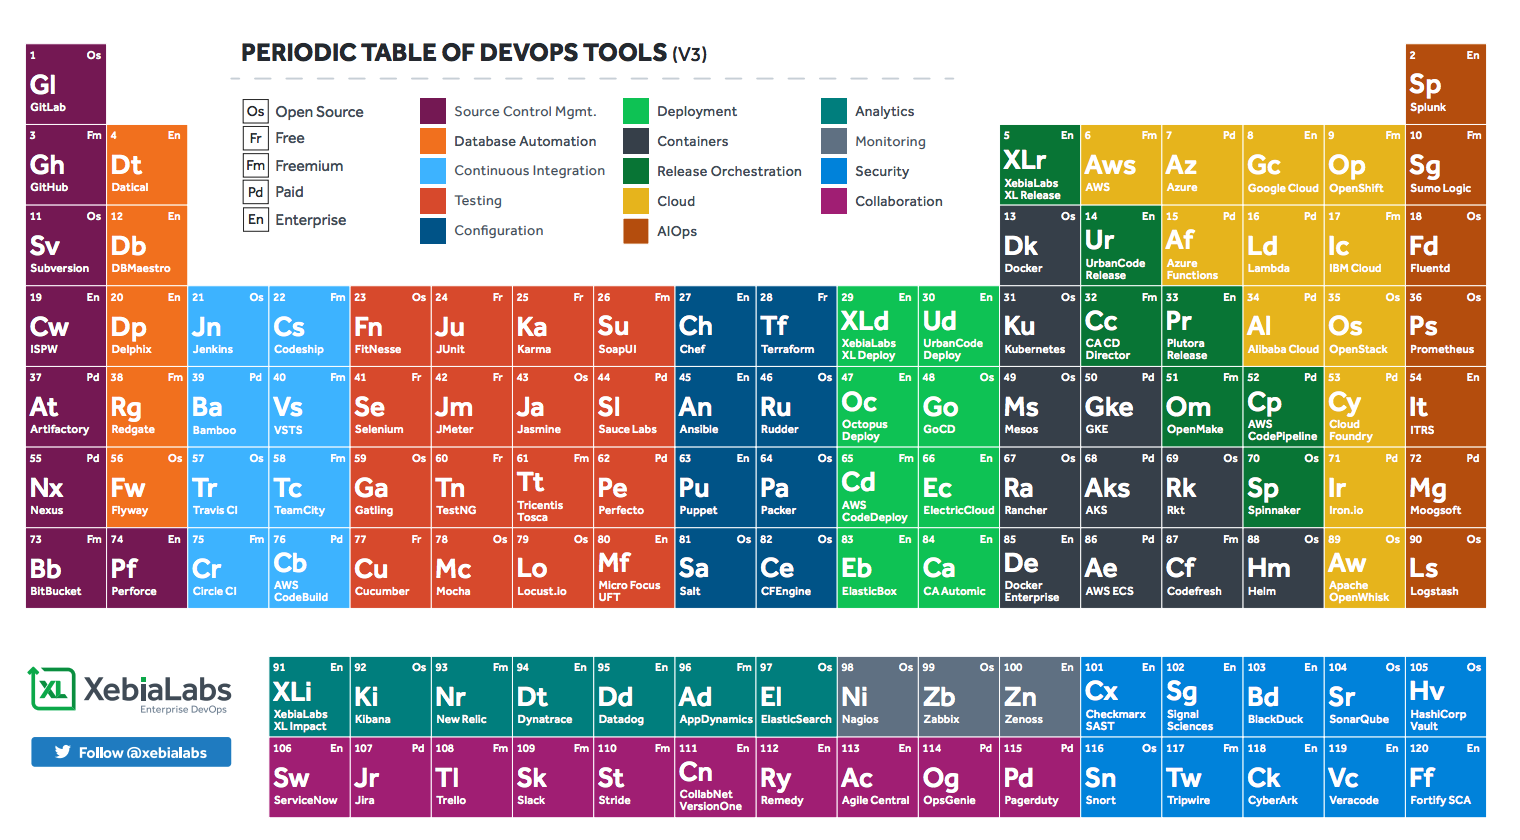 PERIODIC TABLE OF DEVOPS TOOLS (V3)
Os Open Source
Fr Free
Fm Freemium
Pd Paid
En Enterprise
Source Control Mgmt.
Database Automation
Continuous Integration
Testing
Configuration
Deployment
Containers
Release Orchestration
Cloud
AIOps
Analytics
Monitoring
Security
Collaboration
1 Os
Gl
GitLab
2 En
Sp
Splunk
3 Fm
Gh
GitHub
4 En
Dt
Datical
5 En
XLr
XebiaLabs
XL Release
6 Fm
Aws
AWS
7 Pd
Az
Azure
8 En
Gc
Google Cloud
9 Fm
Op
OpenShift
10 Fm
Sg
Sumo Logic
11 Os
Sv
Subversion
12 En
Db
DBMaestro
13 Os
Dk
Docker
14 En
Ur
UrbanCode
Release
15 Pd
Af
Azure
Functions
16 Pd
Ld
Lambda
17 Fm
Ic
IBM Cloud
18 Os
Fd
Fluentd
19 En
Cw
ISPW
20 En
Dp
Delphix
21 Os
Jn
Jenkins
22 Fm
Cs
Codeship
23 Os
Fn
FitNesse
24 Fr
Ju
JUnit
25 Fr
Ka
Karma
26 Fm
Su
SoapUI
27 En
Ch
Chef
28 Fr
Tf
Terraform
29 En
XLd
XebiaLabs
XL Deploy
30 En
Ud
UrbanCode
Deploy
31 Os
Ku
Kubernetes
32 Fm
Cc
CA CD
Director
33 En
Pr
Plutora
Release
34 Pd
Al
Alibaba Cloud
35 Os
Os
OpenStack
36 Os
Ps
Prometheus
37 Pd
At
Artifactory
38 Fm
Rg
Redgate
39 Pd
Ba
Bamboo
40 Fm
Vs
VSTS
41 Fr
Se
Selenium
42 Fr
Jm
JMeter
43 Os
Ja
Jasmine
44 Pd
Sl
Sauce Labs
45 En
An
Ansible
46 Os
Ru
Rudder
47 En
Oc
Octopus
Deploy
48 Os
Go
GoCD
49 Os
Ms
Mesos
50 Pd
Gke
GKE
51 Fm
Om
OpenMake
52 Pd
Cp
AWS
CodePipeline
53 Pd
Cy
Cloud
Foundry
54 En
It
ITRS
55 Pd
Nx
Nexus
56 Os
Fw
Flyway
57 Os
Tr
Travis CI
58 Fm
Tc
TeamCity
59 Os
Ga
Gatling
60 Fr
Tn
TestNG
61 Fm
Tt
Tricentis
Tosca
62 Pd
Pe
Perfecto
63 En
Pu
Puppet
64 Os
Pa
Packer
65 Fm
Cd
AWS
CodeDeploy
66 En
Ec
ElectricCloud
67 Os
Ra
Rancher
68 Pd
Aks
AKS
69 Os
Rk
Rkt
70 Os
Sp
Spinnaker
71 Pd
Ir
Iron.io
72 Pd
Mg
Moogsoft
73 Fm
Bb
BitBucket
74 En
Pf
Perforce
75 Fm
Cr
Circle CI
76 Pd
Cb
AWS
CodeBuild
77 Fr
Cu
Cucumber
78 Os
Mc
Mocha
79 Os
Lo
Locust.io
80 En
Mf
Micro Focus
UFT
81 Os
Sa
Salt
82 Os
Ce
CFEngine
83 En
Eb
ElasticBox
84 En
Ca
CA Automic
85 En
De
Docker
Enterprise
86 Pd
Ae
AWS ECS
87 Fm
Cf
Codefresh
88 Os
Hm
Helm
89 Os
Aw
Apache
OpenWhisk
90 Os
Ls
Logstash
XL XebiaLabs
Enterprise DevOps
Follow @xebialabs
91 En
XLi
XebiaLabs
XL Impact
92 Os
Ki
Kibana
93 Fm
Nr
New Relic
94 En
Dt
Dynatrace
95 En
Dd
Datadog
96 Fm
Ad
AppDynamics
97 Os
El
ElasticSearch
98 Os
Ni
Nagios
99 Os
Zb
Zabbix
100 En
Zn
Zenoss
101 En
Cx
Checkmarx
SAST
102 En
Sg
Signal
Sciences
103 En
Bd
BlackDuck
104 Os
Sr
SonarQube
105 Os
Hv
HashiCorp
Vault
106 En
Sw
ServiceNow
107 Pd
Jr
Jira
108 Fm
Tl
Trello
109 Fm
Sk
Slack
110 Fm
St
Stride
111 En
Cn
CollabNet
VersionOne
112 En
Ry
Remedy
113 En
Ac
Agile Central
114 Pd
Og
OpsGenie
115 Pd
Pd
Pagerduty
116 Os
Sn
Snort
117 Fm
Tw
Tripwire
118 En
Ck
CyberArk
119 En
Vc
Veracode
120 En
Ff
Fortify SCA